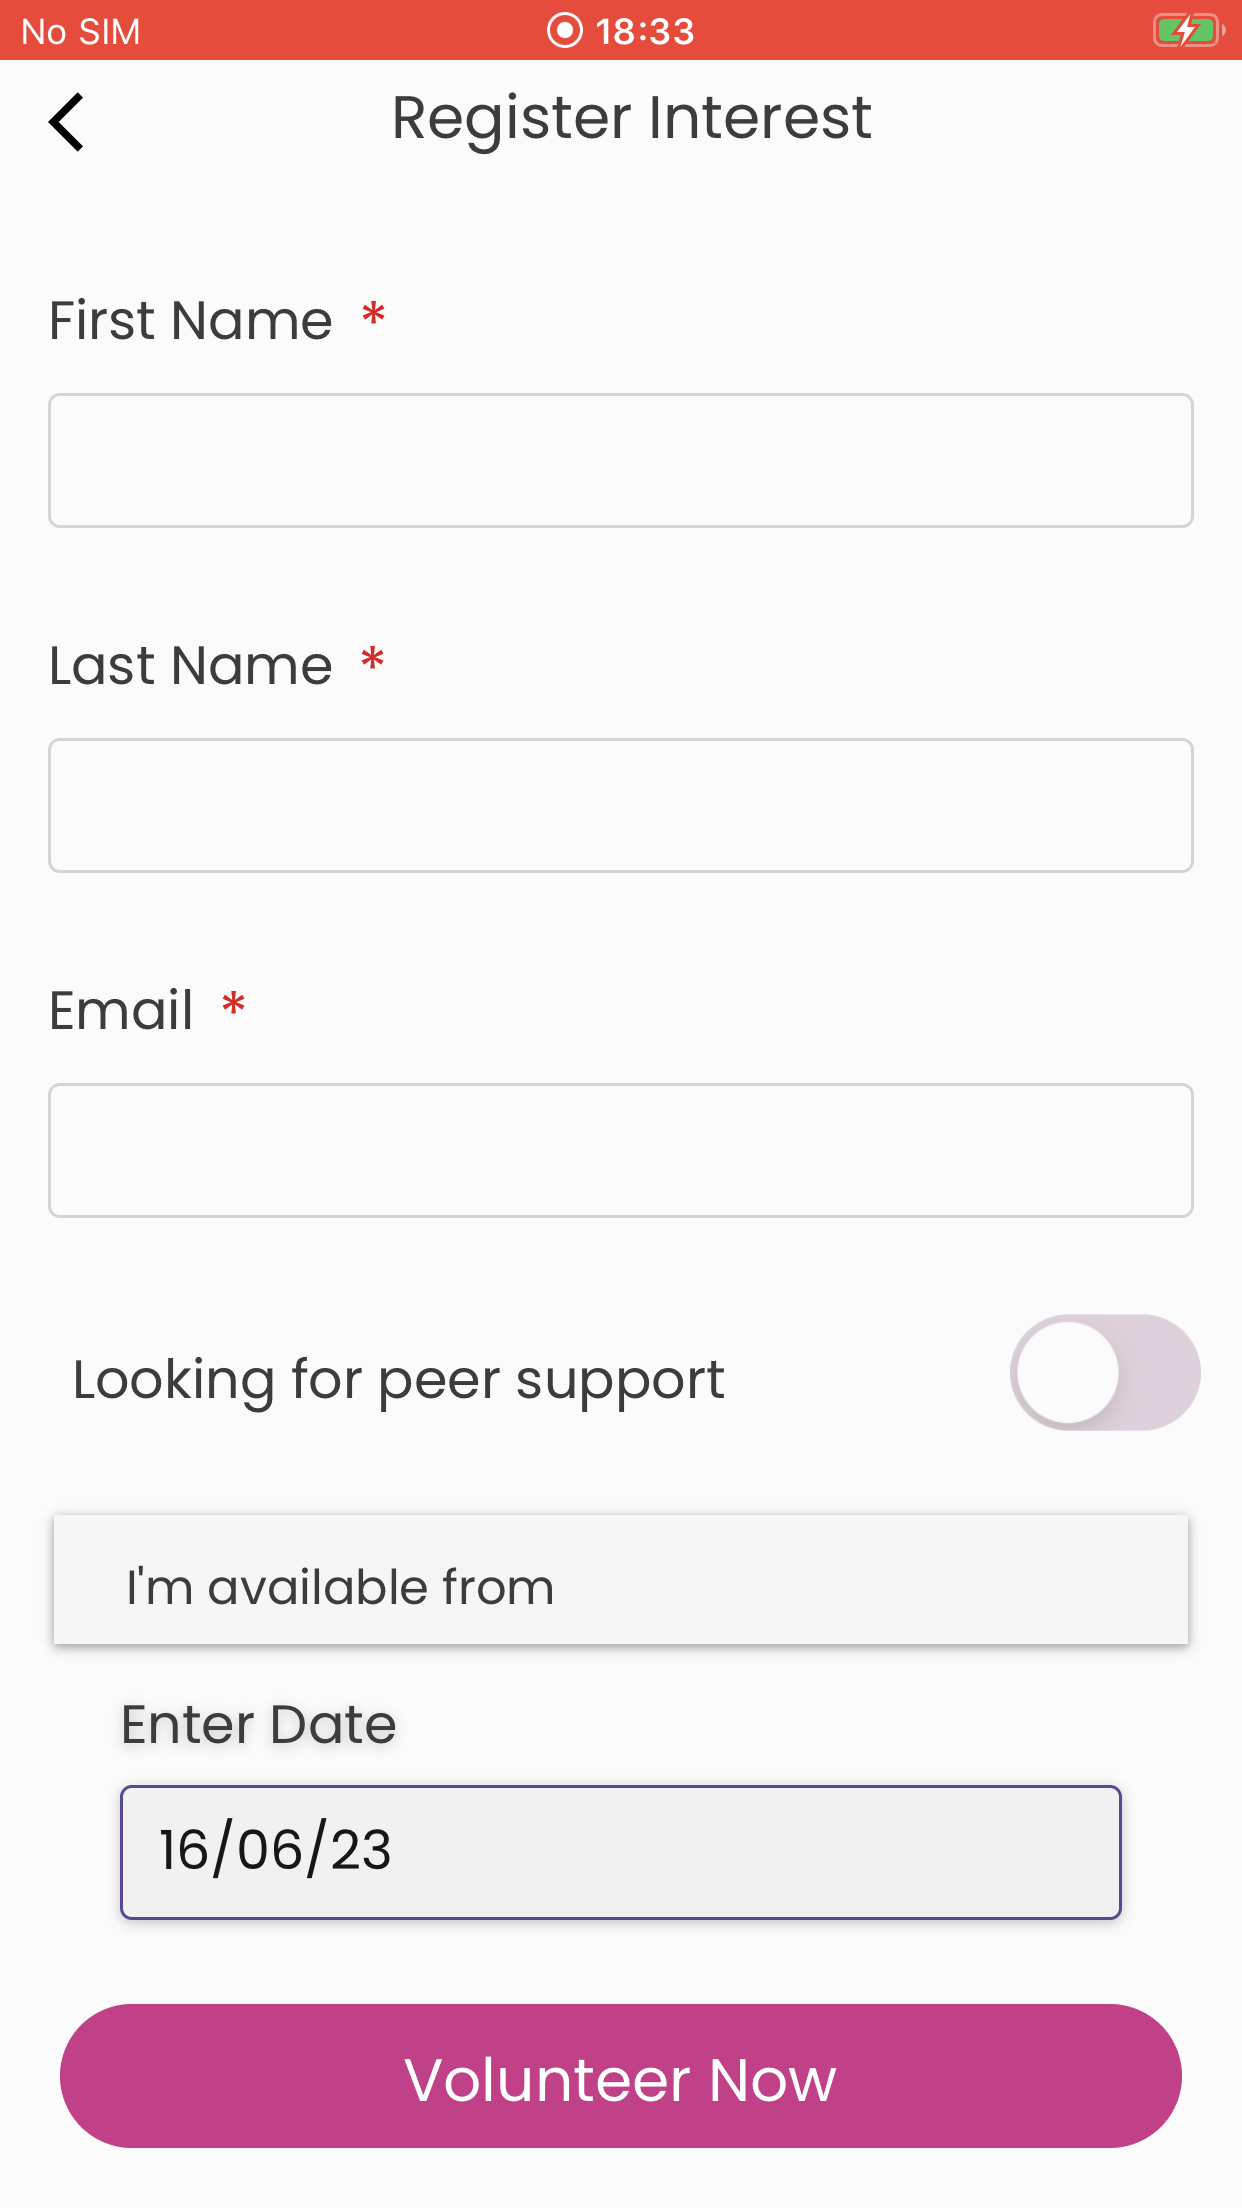 No SIM
18:33
Register Interest
First Name *
Last Name *
Email *
Looking for peer support
I'm available from
Enter Date
16/06/23
Volunteer Now